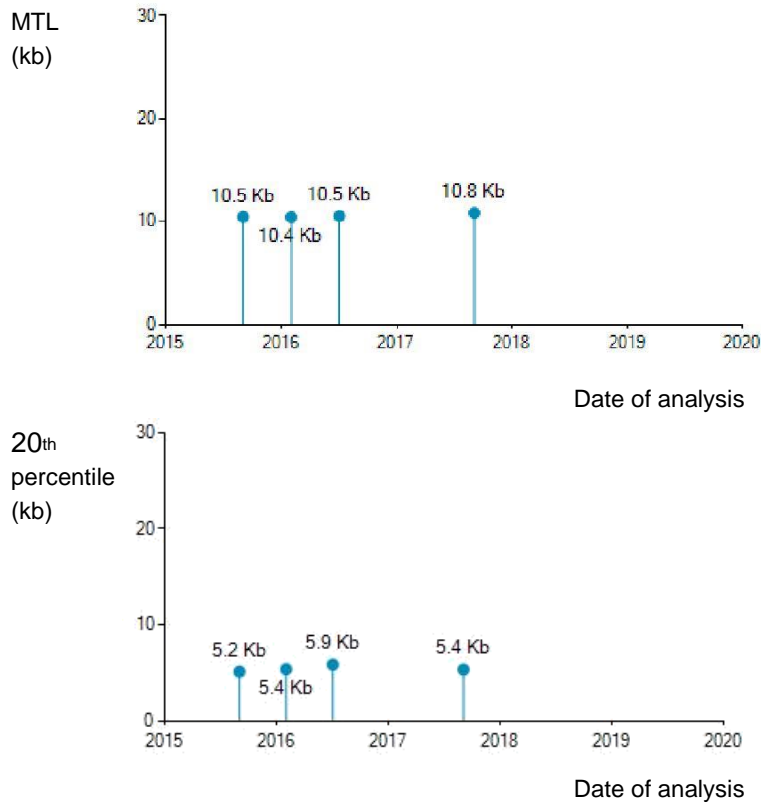 MTL
(kb)
30
20
10
0
10.5 Kb
10.4 Kb
10.5 Kb
10.8 Kb
2015 2016 2017 2018 2019 2020
Date of analysis
20th
percentile
(kb)
30
20
10
0
5.2 Kb
5.4 Kb
5.9 Kb
5.4 Kb
2015 2016 2017 2018 2019 2020
Date of analysis